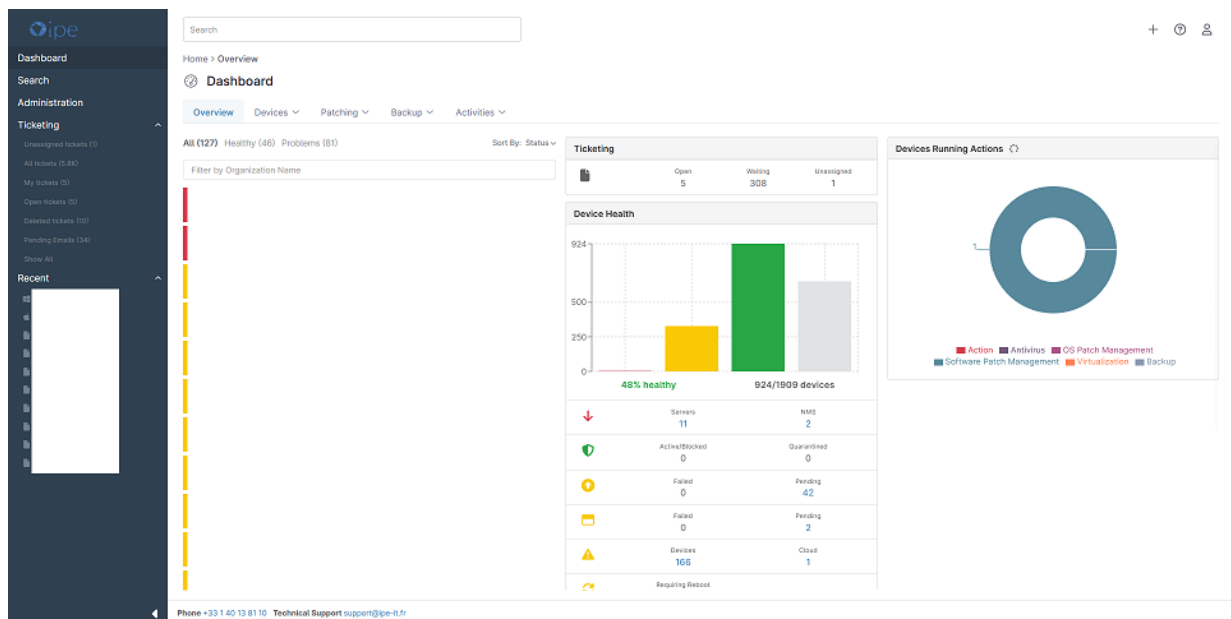 ipe
Search
Dashboard
Search
Administration
Ticketing
Unassigned tickets (1)
All tickets (5.8K)
My tickets (5)
Open tickets (5)
Deleted tickets (10)
Pending Emails (34)
Show All
Recent
Home > Overview
Dashboard
Overview Devices Patching Backup Activities
All (127) Healthy (46) Problems (81) Sort By: Status
Filter by Organization Name
Ticketing
Open Waiting Unassigned
5 308 1
Device Health
924
500
250
0
48% healthy 924/1909 devices
Servers NMS
11 2
Active/Blocked Quarantined
0 0
Failed Pending
0 42
Failed Pending
0 2
Devices Cloud
166 1
Requiring Reboot
Devices Running Actions
1
Action Antivirus OS Patch Management
Software Patch Management Virtualization Backup
Phone +33 1 40 13 81 10 Technical Support support@ipe-it.fr